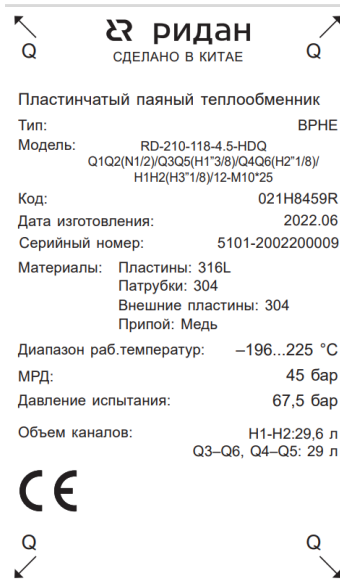 Q ридан Q
СДЕЛАНО В КИТАЕ
Пластинчатый паяный теплообменник
Тип: BPHE
Модель: RD-210-118-4.5-HDQ
Q1Q2(N1/2)/Q3Q5(H1"3/8)/Q4Q6(H2"1/8)/
H1H2(H3"1/8)/12-M10*25
Код: 021H8459R
Дата изготовления: 2022.06
Серийный номер: 5101-2002200009
Материалы: Пластины: 316L
Патрубки: 304
Внешние пластины: 304
Припой: Медь
Диапазон раб.температур: –196...225 °C
МРД: 45 бар
Давление испытания: 67,5 бар
Объем каналов: H1-H2:29,6 л
Q3–Q6, Q4–Q5: 29 л
CE
Q Q